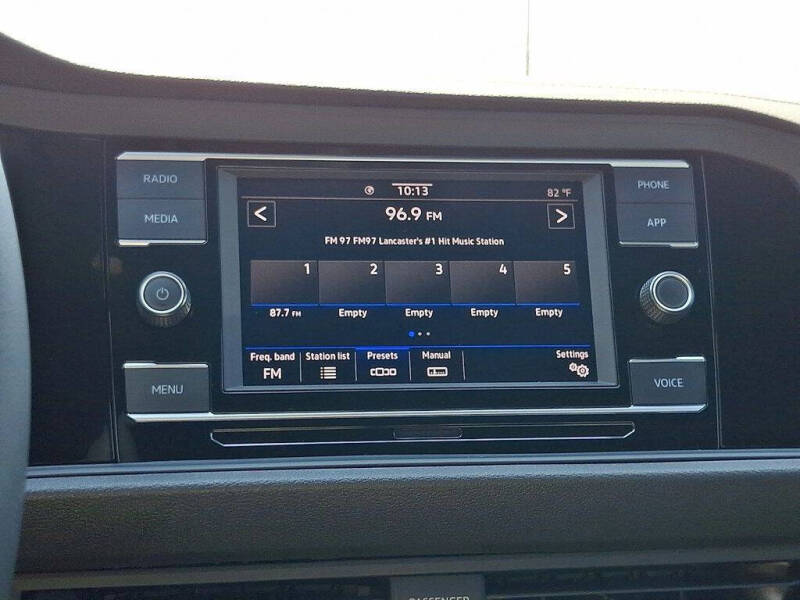 RADIO
MEDIA
10:13
82 °F
<
96.9 FM
>
FM 97 FM97 Lancaster's #1 Hit Music Station
1 2 3 4 5
87.7 FM Empty Empty Empty Empty
Freq. band Station list Presets Manual Settings
FM
PHONE
APP
MENU
VOICE
PASSENGER